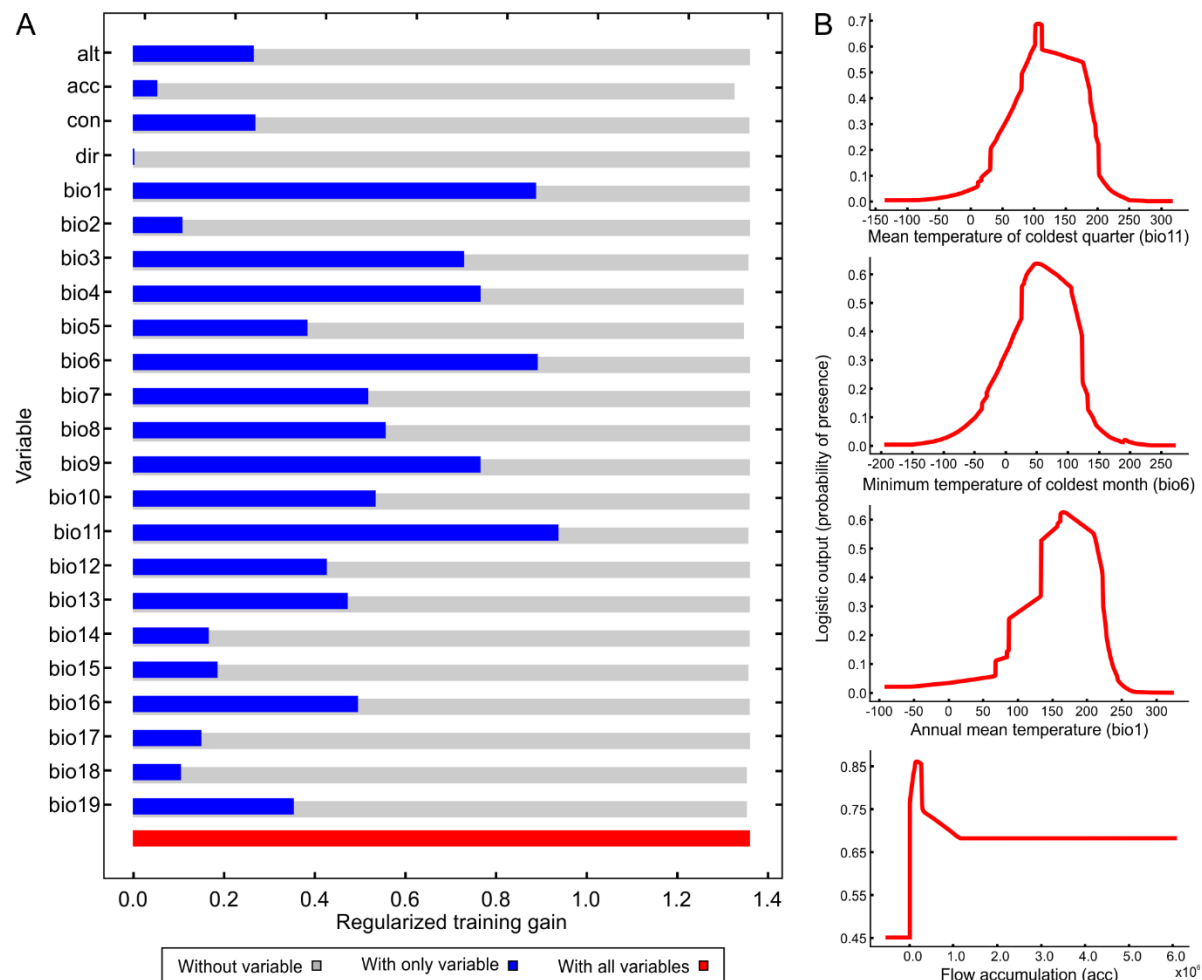 A
alt
acc
con
dir
bio1
bio2
bio3
bio4
bio5
bio6
bio7
bio8
bio9
bio10
bio11
bio12
bio13
bio14
bio15
bio16
bio17
bio18
bio19
Variable
0.0 0.2 0.4 0.6 0.8 1.0 1.2 1.4
Regularized training gain
Without variable With only variable With all variables
B
Logistic output (probability of presence)
0.7
0.6
0.5
0.4
0.3
0.2
0.1
0.0
-150 -100 -50 0 50 100 150 200 250 300
Mean temperature of coldest quarter (bio11)
0.6
0.5
0.4
0.3
0.2
0.1
0.0
-200 -150 -100 -50 0 50 100 150 200 250
Minimum temperature of coldest month (bio6)
0.6
0.5
0.4
0.3
0.2
0.1
0.0
-100 -50 0 50 100 150 200 250 300
Annual mean temperature (bio1)
0.85
0.75
0.65
0.55
0.45
0.0 1.0 2.0 3.0 4.0 5.0 6.0
Flow accumulation (acc)